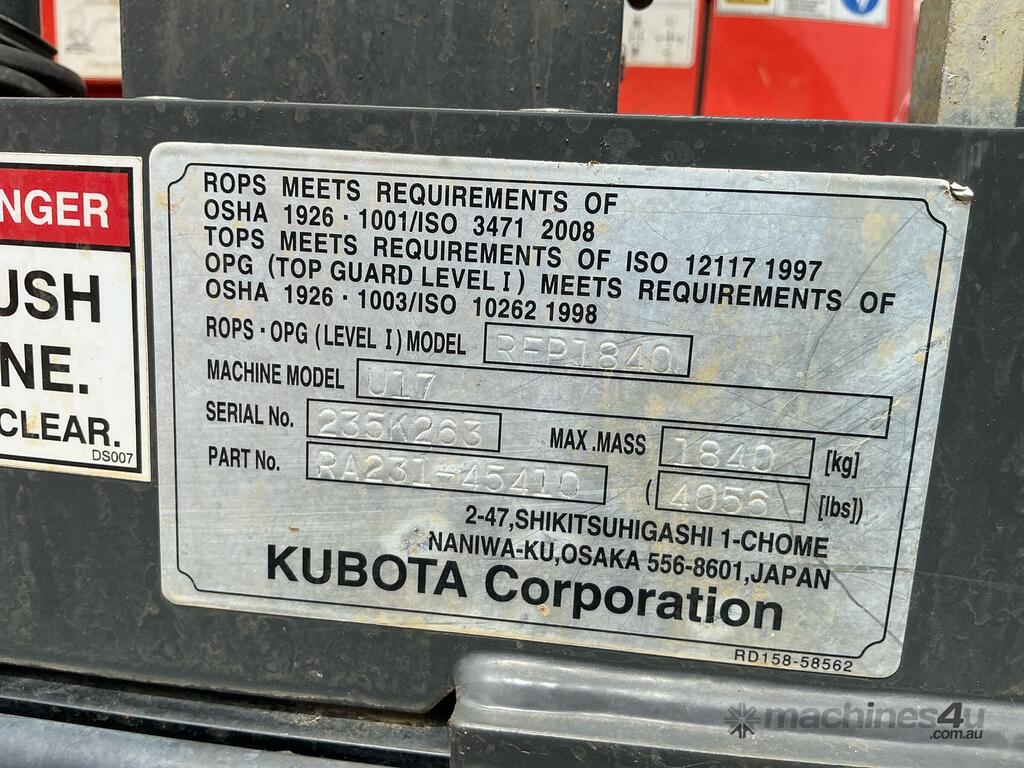 NGER
USH
NE.
CLEAR.
DS007
ROPS MEETS REQUIREMENTS OF
OSHA 1926・1001/ISO 3471 2008
TOPS MEETS REQUIREMENTS OF ISO 12117 1997
OPG (TOP GUARD LEVEL I) MEETS REQUIREMENTS OF
OSHA 1926・1003/ISO 10262 1998
ROPS・OPG (LEVEL I) MODEL RFP1840
MACHINE MODEL U17
SERIAL No. 235K263 MAX.MASS 1840 [kg]
PART No. RA231-45410 (4056 [lbs])
2-47,SHIKITSUHIGASHI 1-CHOME
NANIWA-KU,OSAKA 556-8601,JAPAN
KUBOTA Corporation
RD158-58562
machines4u
.com.au